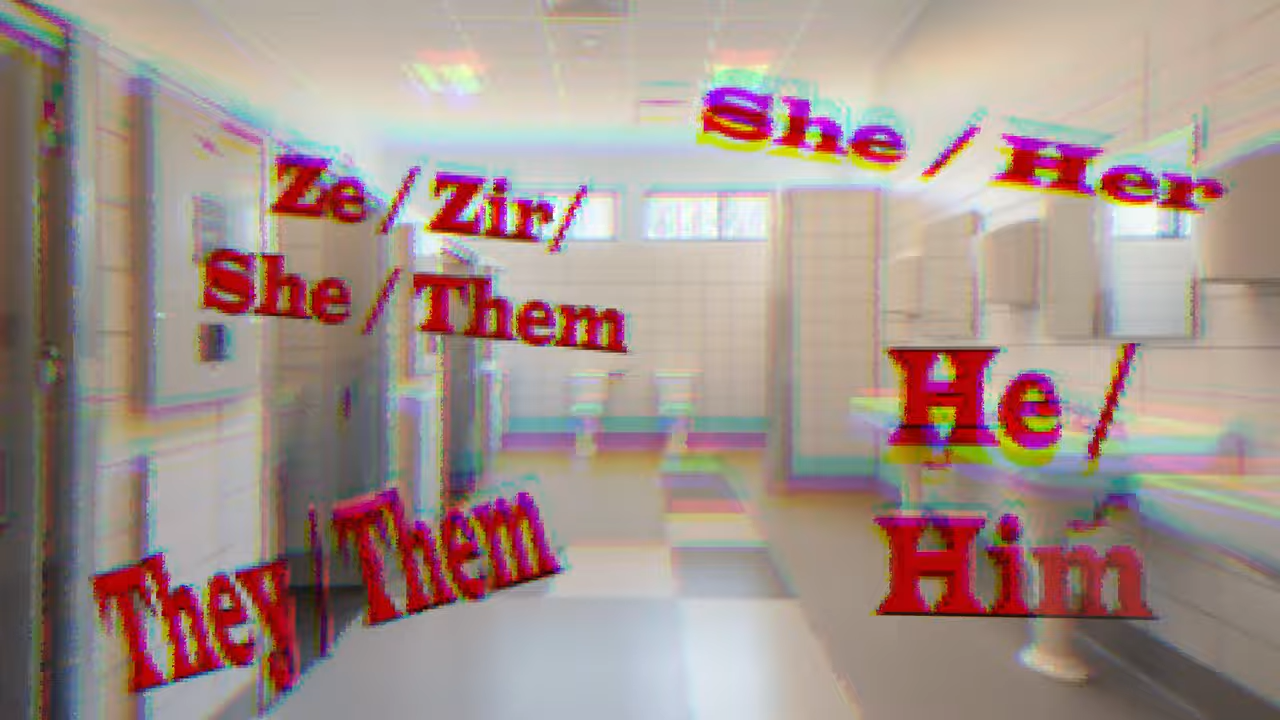 Ze / Zir/
She / Them
She / Her
He /
Him
They / Them